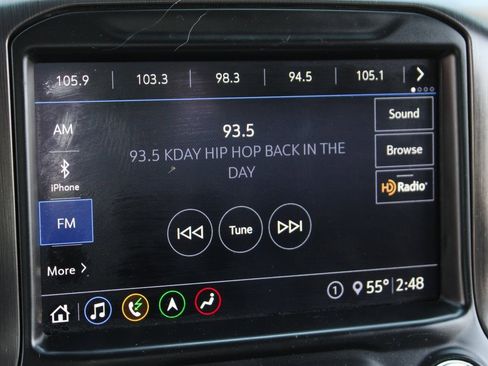 105.9 103.3 98.3 94.5 105.1
AM
93.5
Sound
93.5 KDAY HIP HOP BACK IN THE
DAY
Browse
iPhone
HD Radio
FM
Tune
More
1 55° 2:48